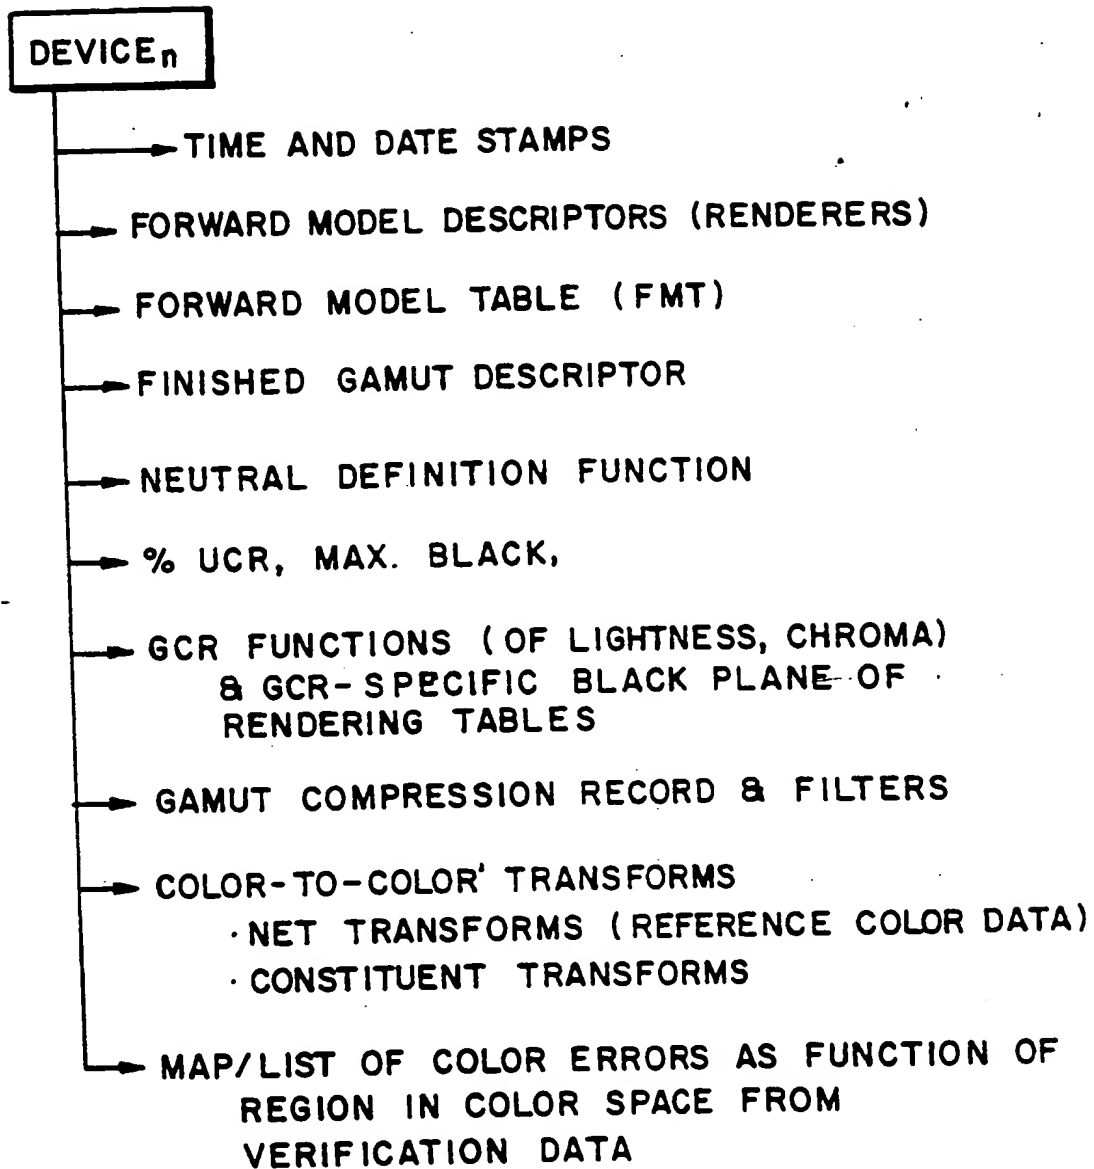 DEVICEn
TIME AND DATE STAMPS
FORWARD MODEL DESCRIPTORS (RENDERERS)
FORWARD MODEL TABLE (FMT)
FINISHED GAMUT DESCRIPTOR
NEUTRAL DEFINITION FUNCTION
% UCR, MAX. BLACK,
GCR FUNCTIONS (OF LIGHTNESS, CHROMA)
& GCR-SPECIFIC BLACK PLANE OF
RENDERING TABLES
GAMUT COMPRESSION RECORD & FILTERS
COLOR-TO-COLOR' TRANSFORMS
· NET TRANSFORMS (REFERENCE COLOR DATA)
· CONSTITUENT TRANSFORMS
MAP/LIST OF COLOR ERRORS AS FUNCTION OF
REGION IN COLOR SPACE FROM
VERIFICATION DATA